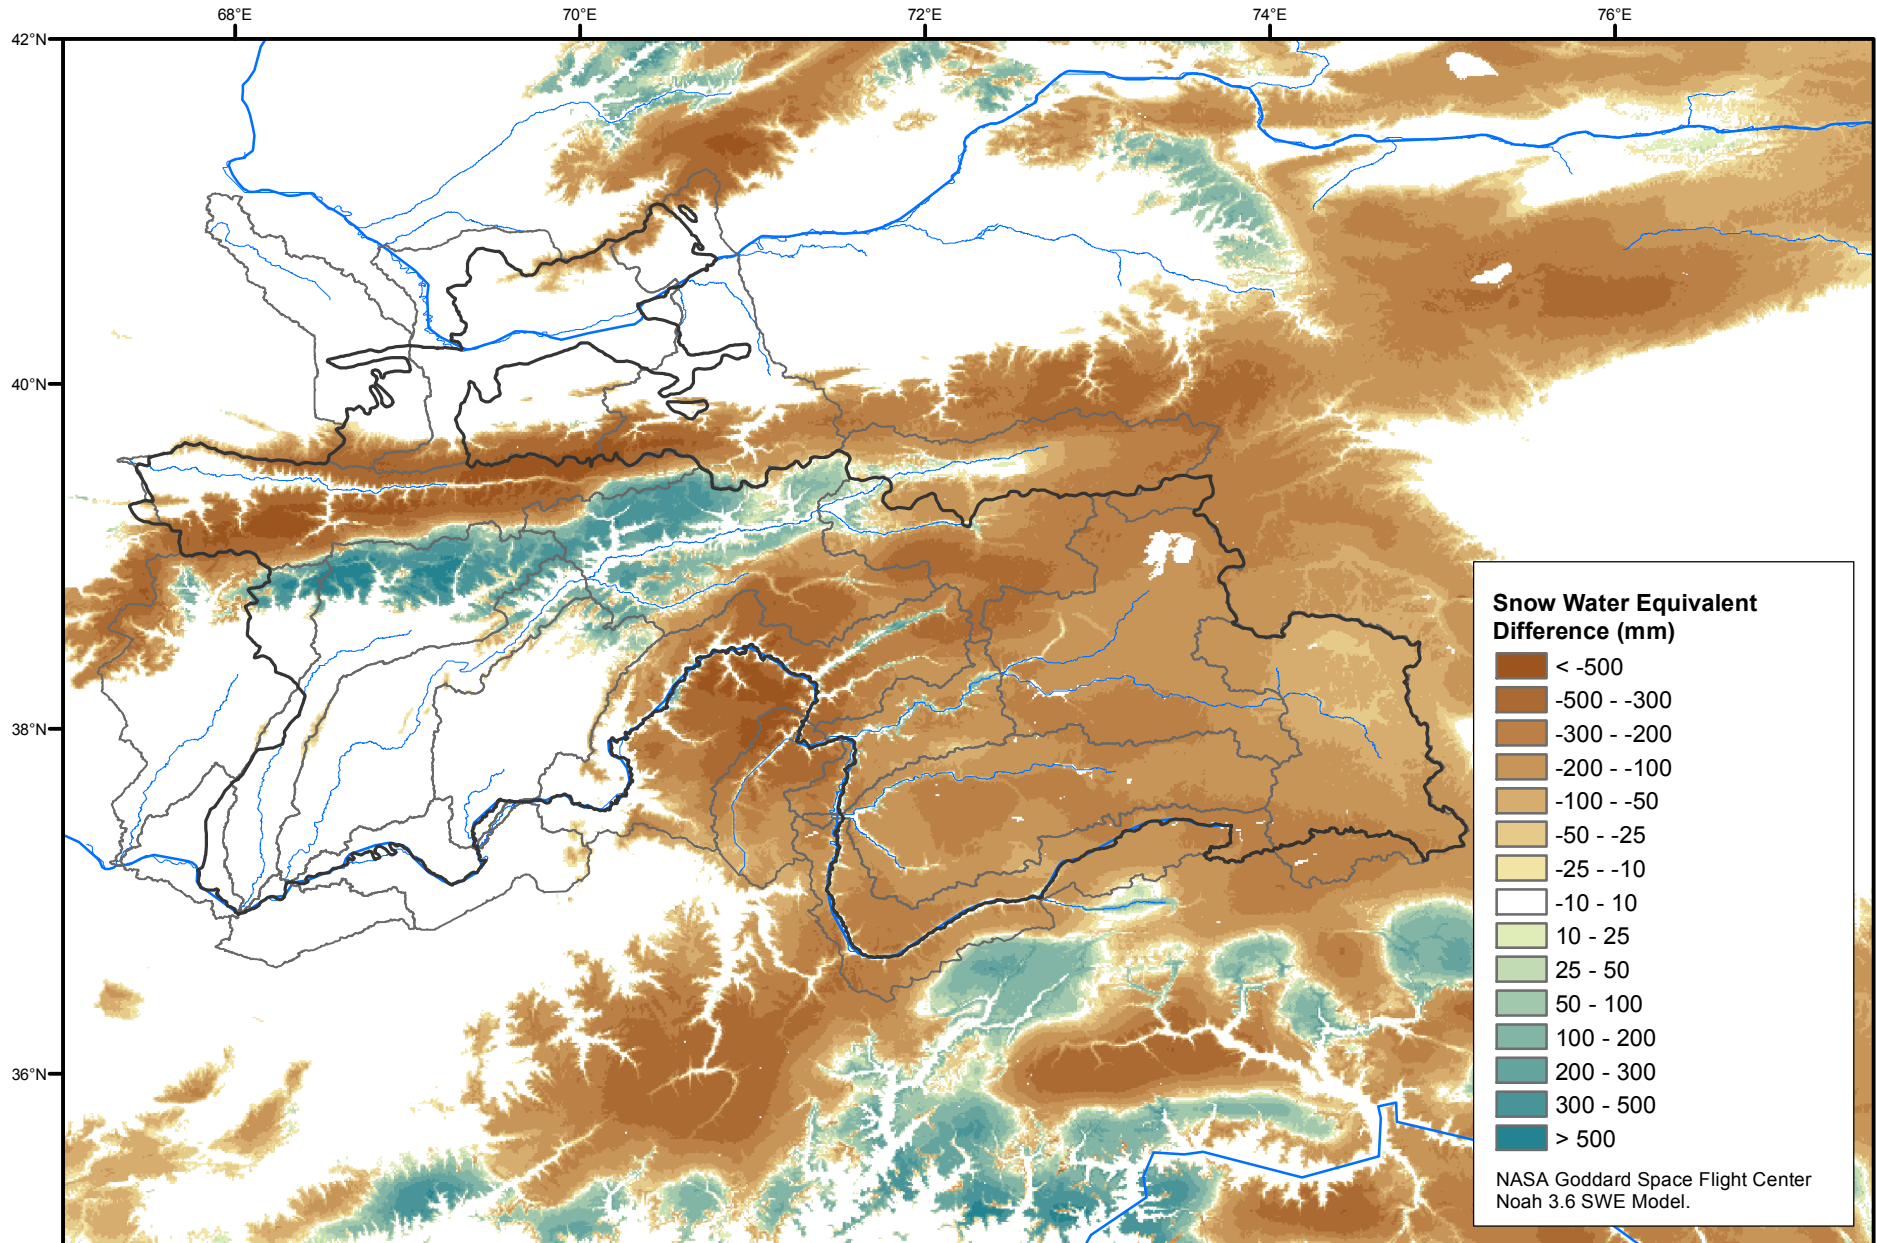 68°E 70°E 72°E 74°E 76°E
42°N
40°N
38°N
36°N
Snow Water Equivalent
Difference (mm)
< -500
-500 - -300
-300 - -200
-200 - -100
-100 - -50
-50 - -25
-25 - -10
-10 - 10
10 - 25
25 - 50
50 - 100
100 - 200
200 - 300
300 - 500
> 500
NASA Goddard Space Flight Center
Noah 3.6 SWE Model.